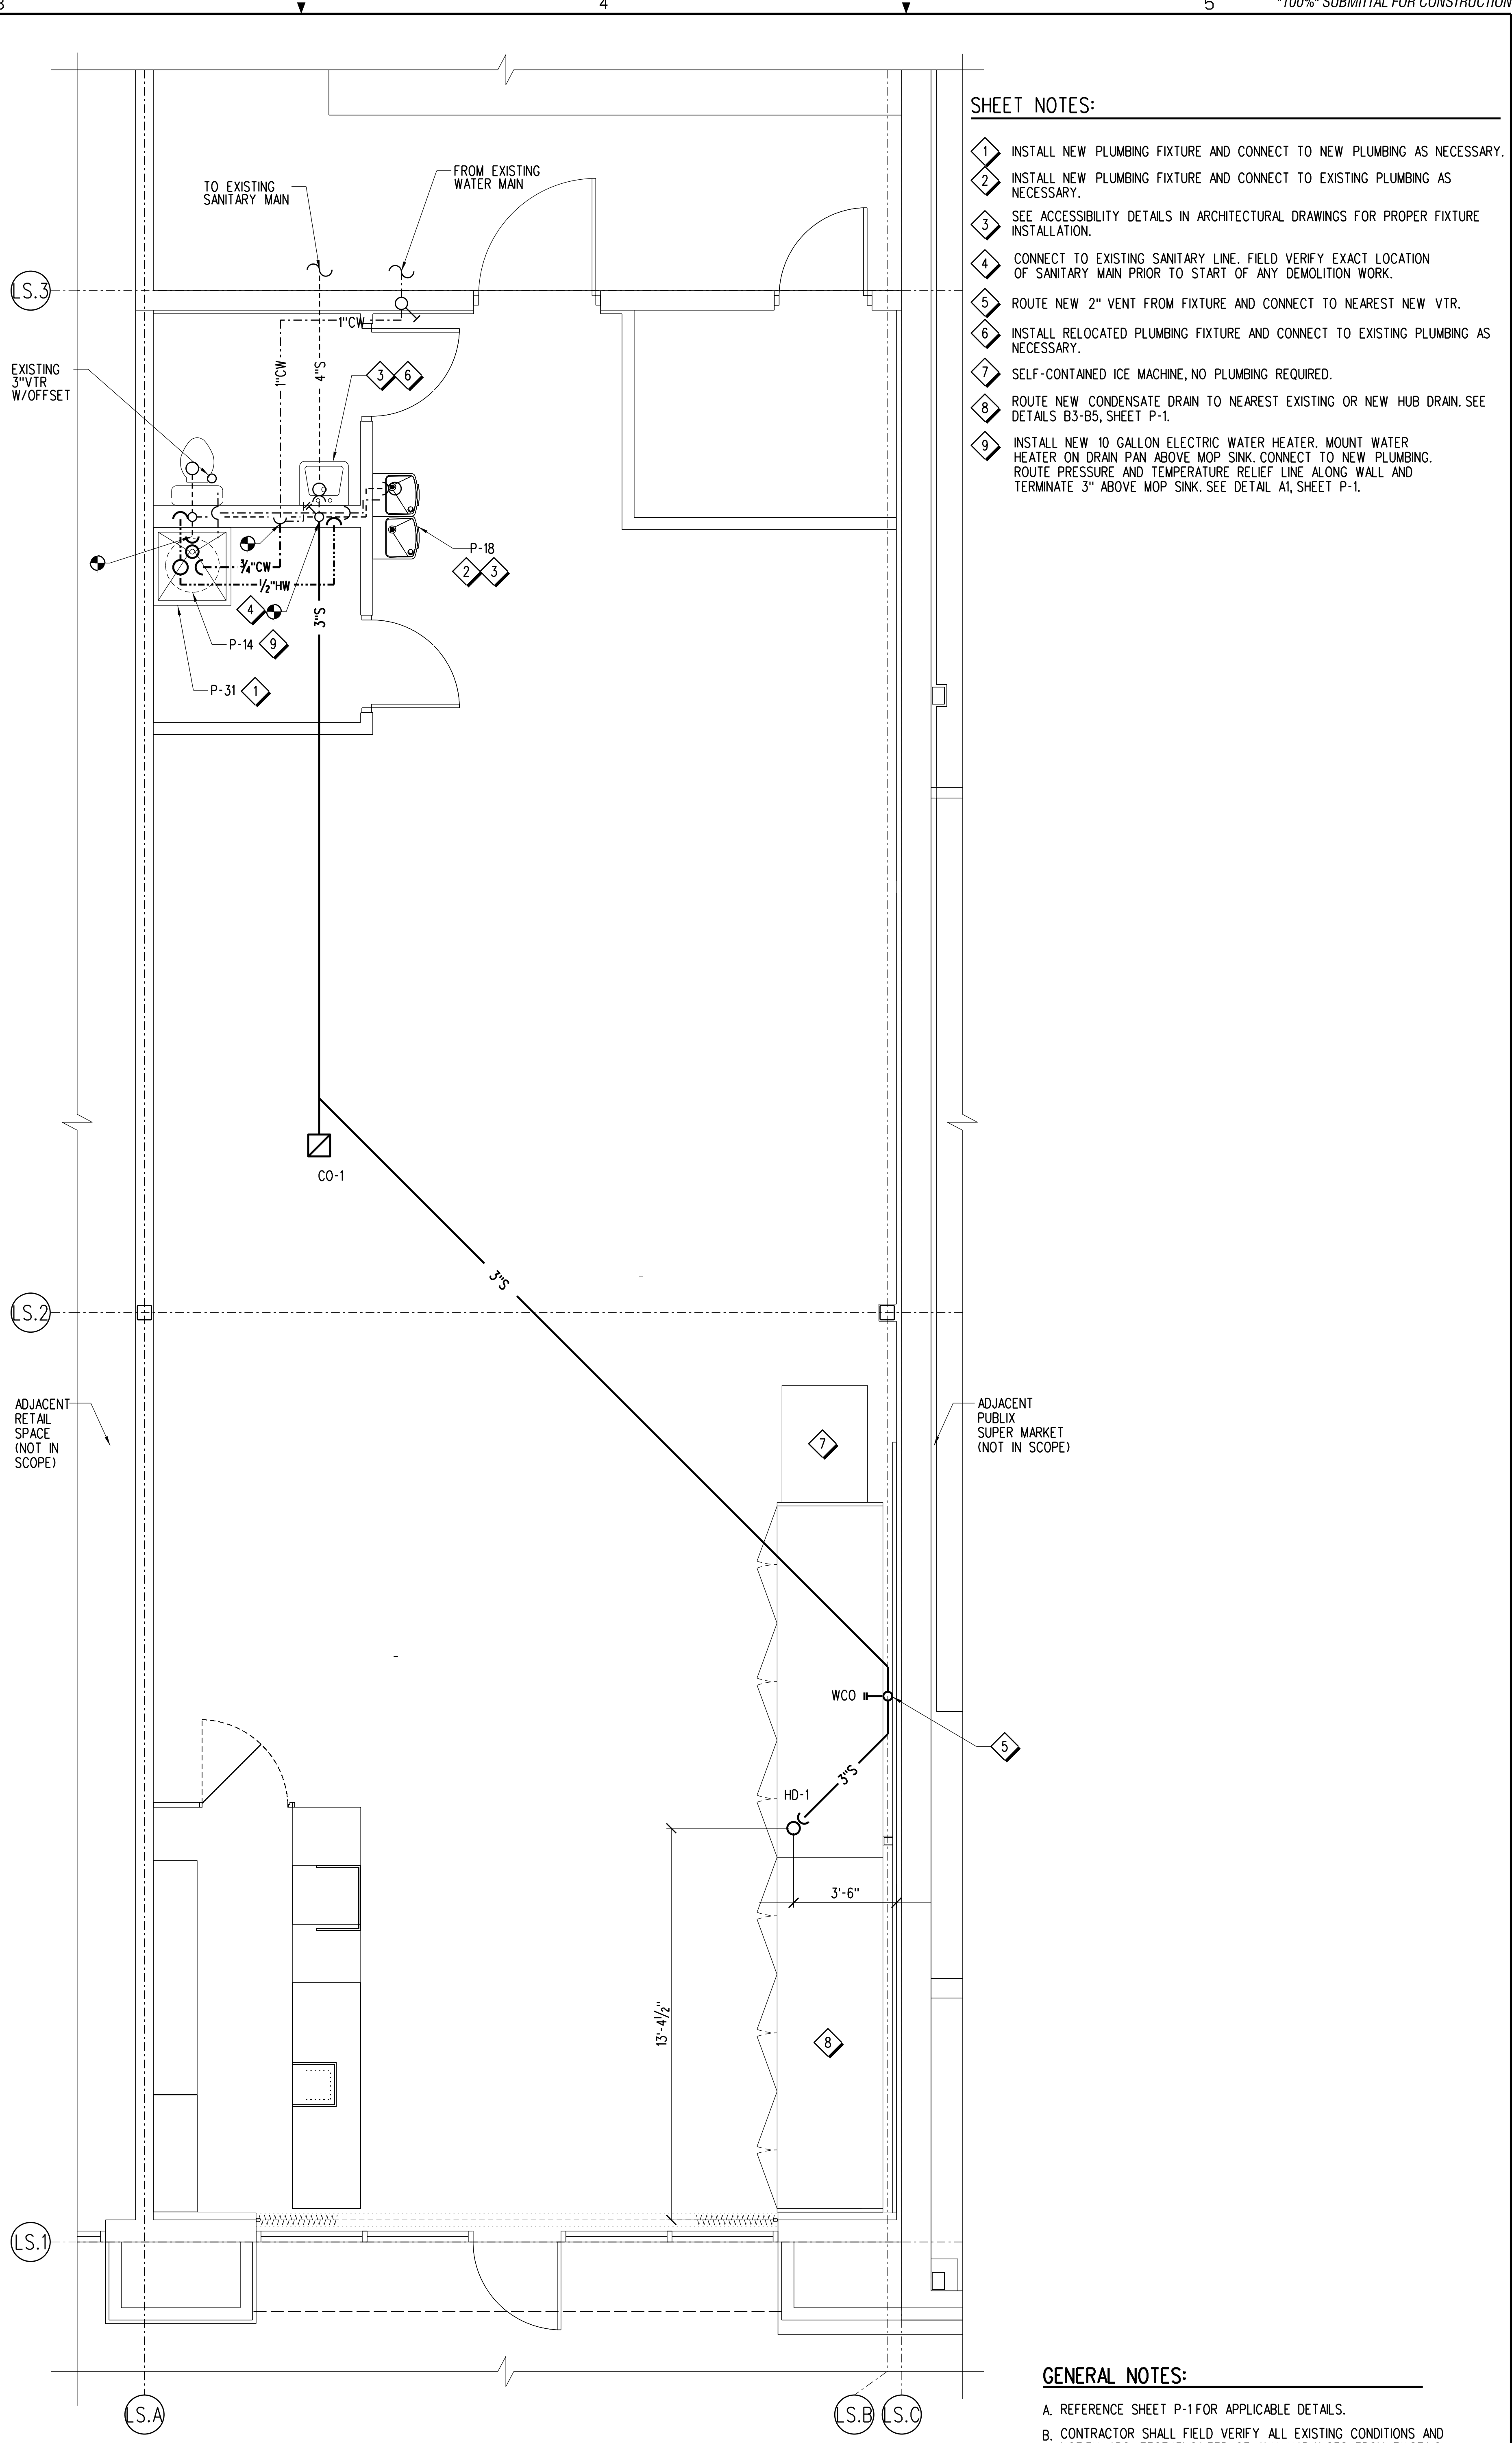 3
4
5
"100%" SUBMITTAL FOR CONSTRUCTION
SHEET NOTES:
1 INSTALL NEW PLUMBING FIXTURE AND CONNECT TO NEW PLUMBING AS NECESSARY.
2 INSTALL NEW PLUMBING FIXTURE AND CONNECT TO EXISTING PLUMBING AS
NECESSARY.
3 SEE ACCESSIBILITY DETAILS IN ARCHITECTURAL DRAWINGS FOR PROPER FIXTURE
INSTALLATION.
4 CONNECT TO EXISTING SANITARY LINE. FIELD VERIFY EXACT LOCATION
OF SANITARY MAIN PRIOR TO START OF ANY DEMOLITION WORK.
5 ROUTE NEW 2" VENT FROM FIXTURE AND CONNECT TO NEAREST NEW VTR.
6 INSTALL RELOCATED PLUMBING FIXTURE AND CONNECT TO EXISTING PLUMBING AS
NECESSARY.
7 SELF-CONTAINED ICE MACHINE, NO PLUMBING REQUIRED.
8 ROUTE NEW CONDENSATE DRAIN TO NEAREST EXISTING OR NEW HUB DRAIN. SEE
DETAILS B3-B5, SHEET P-1.
9 INSTALL NEW 10 GALLON ELECTRIC WATER HEATER. MOUNT WATER
HEATER ON DRAIN PAN ABOVE MOP SINK. CONNECT TO NEW PLUMBING.
ROUTE PRESSURE AND TEMPERATURE RELIEF LINE ALONG WALL AND
TERMINATE 3" ABOVE MOP SINK. SEE DETAIL A1, SHEET P-1.
TO EXISTING
SANITARY MAIN
FROM EXISTING
WATER MAIN
LS.3
1"CW
1"CW
4"S
EXISTING
3"VTR
W/OFFSET
3 6
P-18
2 3
3/4"CW
1/2"HW
4
3"S
P-14 9
P-31 1
CO-1
3"S
LS.2
ADJACENT
RETAIL
SPACE
(NOT IN
SCOPE)
ADJACENT
PUBLIX
SUPER MARKET
(NOT IN SCOPE)
7
WCO
5
3"S
HD-1
3'-6"
13'-4½"
8
LS.1
LS.A
LS.B
LS.C
GENERAL NOTES:
A. REFERENCE SHEET P-1 FOR APPLICABLE DETAILS.
B. CONTRACTOR SHALL FIELD VERIFY ALL EXISTING CONDITIONS AND